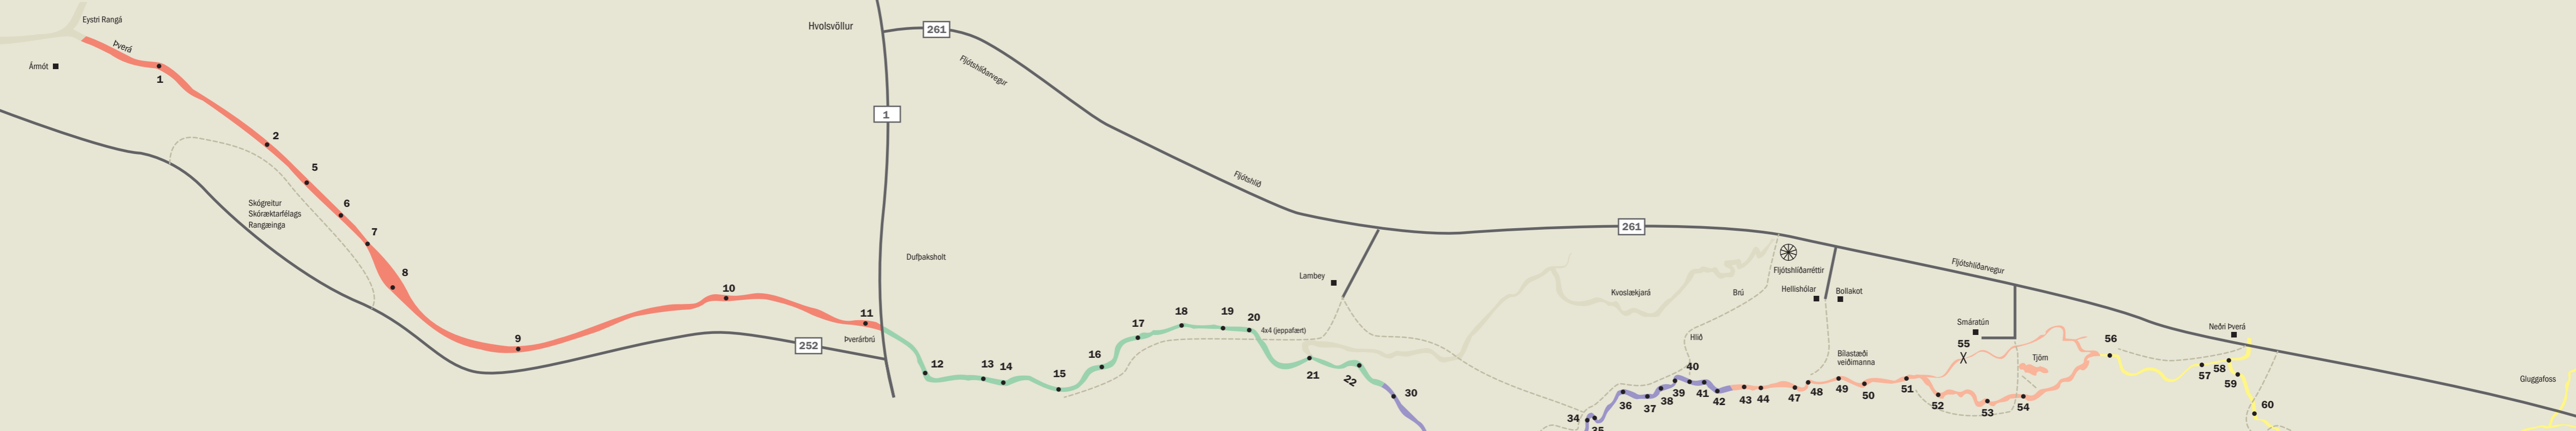 Eystri Rangá
Þverá
Ármót
1
2
5
6
7
8
9
10
11
Skógreitur
Skóræktarfélags
Rangæinga
Hvolsvöllur
261
1
Fljótshlíðarvegur
252
Þverárbrú
Dufþaksholt
12
13
14
15
16
17
18
19
20
4x4 (jeppafært)
21
22
30
Fljótshlíð
Lambey
261
Kvoslækjará
Brú
Hlíð
Fljótshlíðarréttir
Hellishólar
Bollakot
Bílastæði
veiðimanna
34
35
36
37
38
39
40
41
42
43
44
47
48
49
50
51
52
53
54
55
Fljótshlíðarvegur
Smáratún
Tjörn
56
57
58
59
60
Neðri Þverá
Gluggafoss